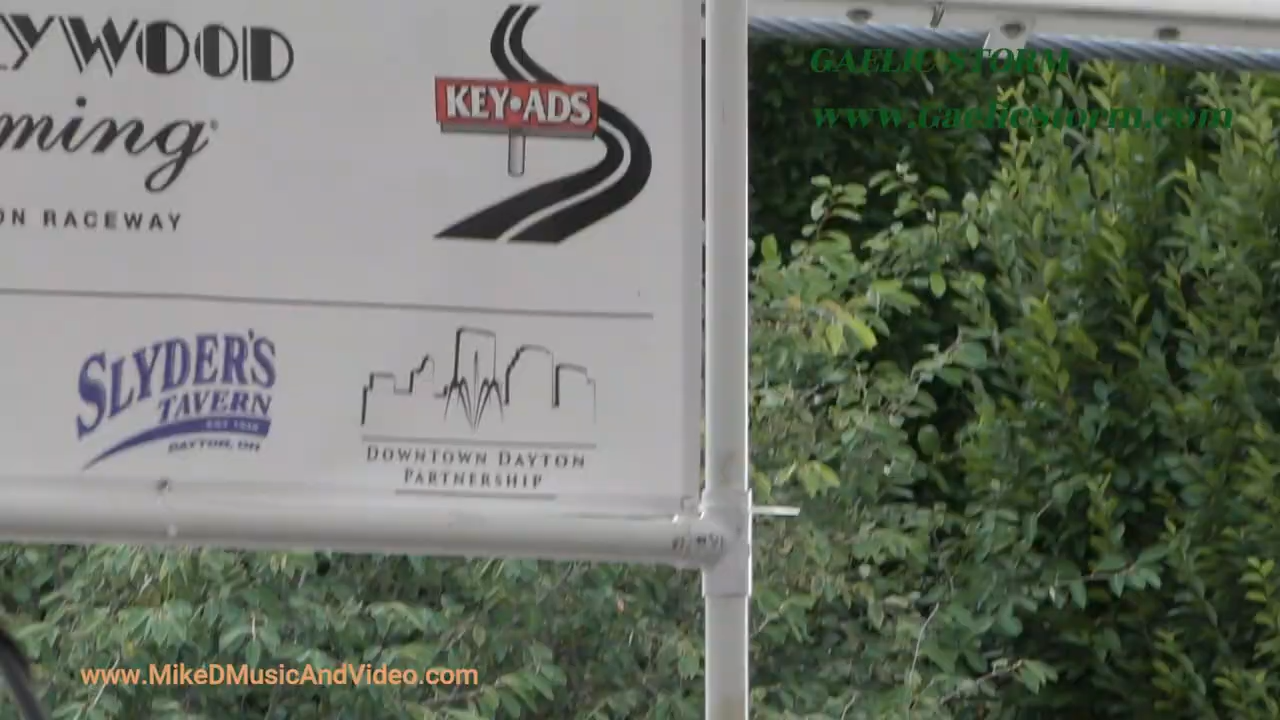 YWOOD
ming
ON RACEWAY
KEY•ADS
GAELIC STORM
www.GaelicStorm.com
SLYDER'S
TAVERN
DAYTON, OH
DOWNTOWN DAYTON
PARTNERSHIP
www.MikeDMusicAndVideo.com